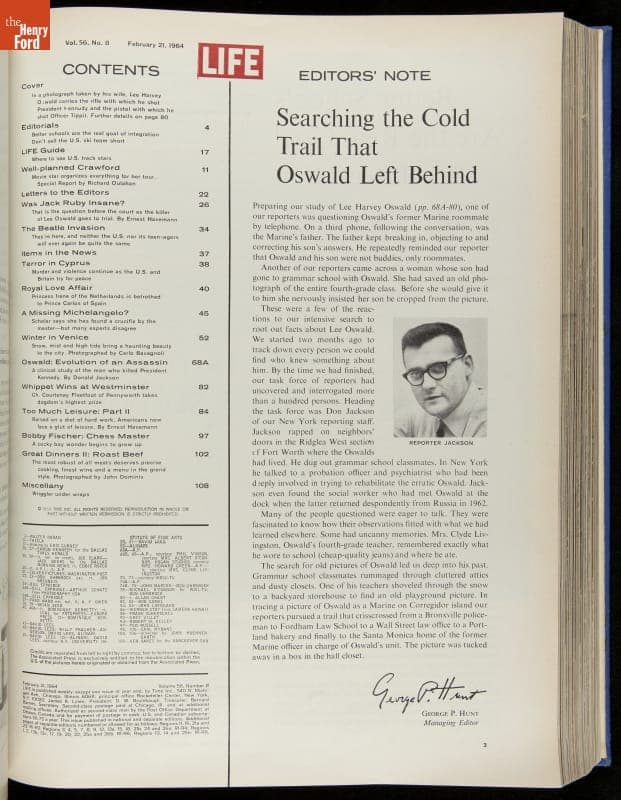 the
Henry
Ford
Vol. 56, No. 8 February 21, 1964
LIFE
CONTENTS
Cover
In a photograph taken by his wife, Lee Harvey
Oswald carries the rifle with which he shot
President Kennedy and the pistol with which he
shot Officer Tippit. Further details on page 80
Editorials 4
Better schools are the real goal of integration
Don't sell the U.S. ski team short
LIFE Guide 17
Where to see U.S. track stars
Well-planned Crawford 11
Movie star organizes everything for her tour.
Special Report by Richard Oulahan
Letters to the Editors 22
Was Jack Ruby Insane? 26
That is the question before the court as the killer
of Lee Oswald goes to trial. By Ernest Havemann
The Beatle Invasion 34
They're here, and neither the U.S. nor its teen-agers
will ever again be quite the same
Items in the News 37
Terror in Cyprus 38
Murder and violence continue as the U.S. and
Britain try for peace
Royal Love Affair 40
Princess Irene of the Netherlands is betrothed
to Prince Carlos of Spain
A Missing Michelangelo? 45
Scholar says she has found a crucifix by the
master—but many experts disagree
Winter in Venice 52
Snow, mist and high tide bring a haunting beauty
to the city. Photographed by Carlo Bavagnoli
Oswald: Evolution of an Assassin 68A
A clinical study of the man who killed President
Kennedy. By Donald Jackson
Whippet Wins at Westminster 82
Ch. Courtenay Fleetfoot of Pennyworth takes
dogdom's highest prize
Too Much Leisure: Part II 84
Raised on a diet of hard work, Americans now
face a glut of leisure. By Ernest Havemann
Bobby Fischer: Chess Master 97
A cocky boy wonder begins to grow up
Great Dinners II: Roast Beef 102
The most robust of all meats deserves precise
cooking, finest wine and a menu in the grand
style. Photographed by John Dominis
Miscellany 108
Wriggler under wraps
EDITORS' NOTE
Searching the Cold
Trail That
Oswald Left Behind
Preparing our study of Lee Harvey Oswald (pp. 68A-80), one of
our reporters was questioning Oswald's former Marine roommate
by telephone. On a third phone, following the conversation, was
the Marine's father. The father kept breaking in, objecting to and
correcting his son's answers. He repeatedly reminded our reporter
that Oswald and his son were not buddies, only roommates.
Another of our reporters came across a woman whose son had
gone to grammar school with Oswald. She had saved an old pho-
tograph of the entire fourth-grade class. Before she would give it
to him she nervously insisted her son be cropped from the picture.
These were a few of the reac-
tions to our intensive search to
root out facts about Lee Oswald.
We started two months ago to
track down every person we could
find who knew something about
him. By the time we had finished,
our task force of reporters had
uncovered and interrogated more
than a hundred persons. Heading
the task force was Don Jackson
of our New York reporting staff.
Jackson rapped on neighbors'
doors in the Ridglea West section
of Fort Worth where the Oswalds
REPORTER JACKSON
had lived. He dug out grammar school classmates. In New York
he talked to a probation officer and psychiatrist who had been
deeply involved in trying to rehabilitate the erratic Oswald. Jack-
son even found the social worker who had met Oswald at the
dock when the latter returned despondently from Russia in 1962.
Many of the people questioned were eager to talk. They were
fascinated to know how their observations fitted with what we had
learned elsewhere. Some had uncanny memories. Mrs. Clyde Liv-
ingston, Oswald's fourth-grade teacher, remembered exactly what
he wore to school (cheap-quality jeans) and where he ate.
The search for old pictures of Oswald led us deep into his past.
Grammar school classmates rummaged through cluttered attics
and dusty closets. One of his teachers shoveled through the snow
to a backyard storehouse to find an old playground picture. In
tracing a picture of Oswald as a Marine on Corregidor island our
reporters pursued a trail that crisscrossed from a Bronxville police-
man to Fordham Law School to a Wall Street law office to a Port-
land bakery and finally to the Santa Monica home of the former
Marine officer in charge of Oswald's unit. The picture was tucked
away in a box in the hall closet.
George P. Hunt
GEORGE P. HUNT
Managing Editor
3